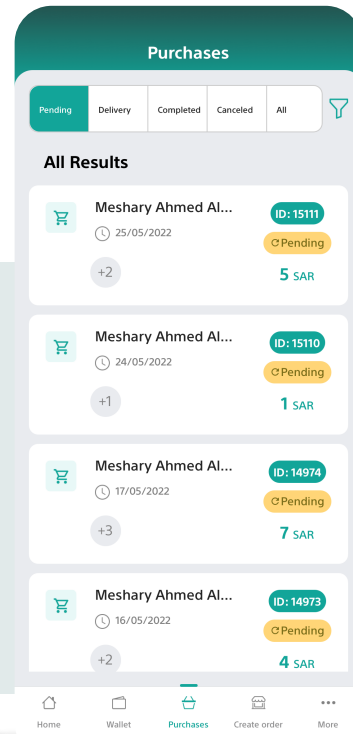 Purchases
Pending
Delivery
Completed
Canceled
All
All Results
Meshary Ahmed Al...
ID: 15111
25/05/2022
Pending
+2
5 SAR
Meshary Ahmed Al...
ID: 15110
24/05/2022
Pending
+1
1 SAR
Meshary Ahmed Al...
ID: 14974
17/05/2022
Pending
+3
7 SAR
Meshary Ahmed Al...
ID: 14973
16/05/2022
Pending
+2
4 SAR
Home
Wallet
Purchases
Create order
More